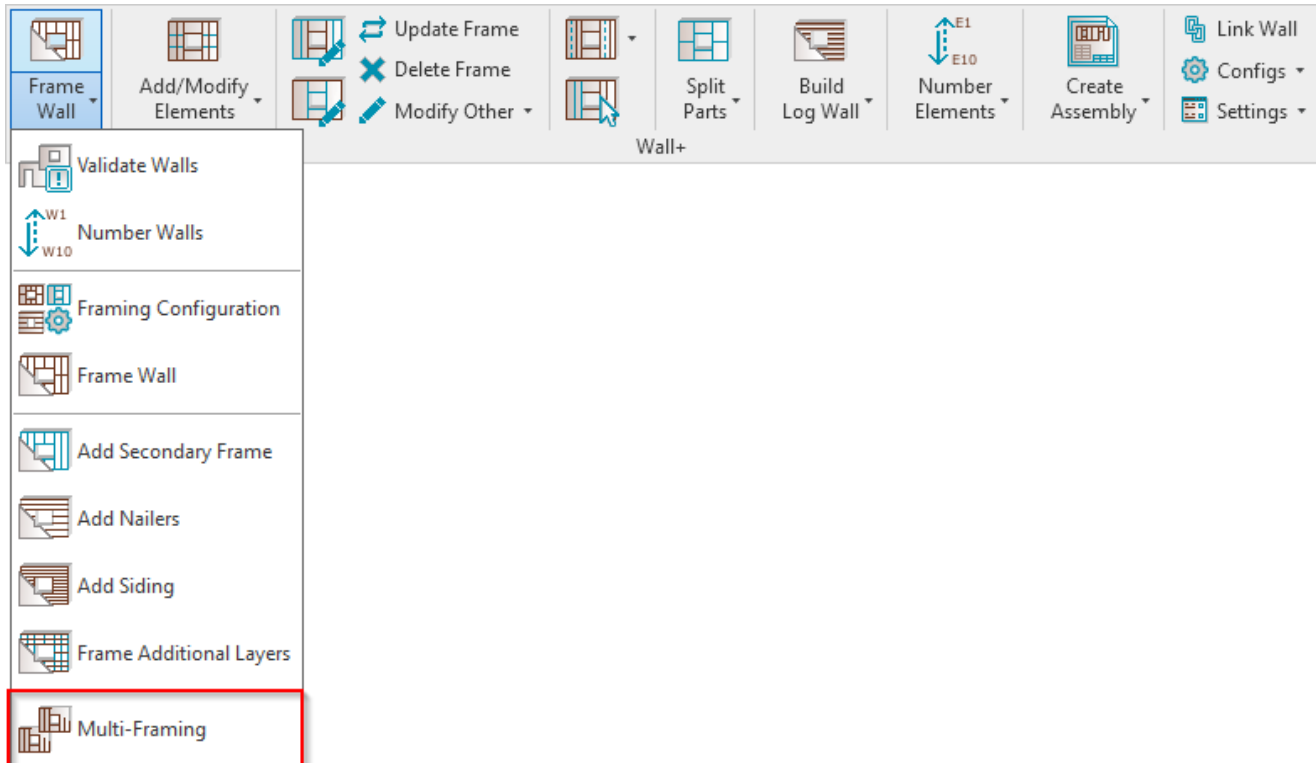 Frame
Wall
Add/Modify
Elements
Update Frame
Delete Frame
Modify Other
Split
Parts
Build
Log Wall
E1
E10
Number
Elements
Create
Assembly
Link Wall
Configs
Settings
Wall+
Validate Walls
W1
W10
Number Walls
Framing Configuration
Frame Wall
Add Secondary Frame
Add Nailers
Add Siding
Frame Additional Layers
Multi-Framing